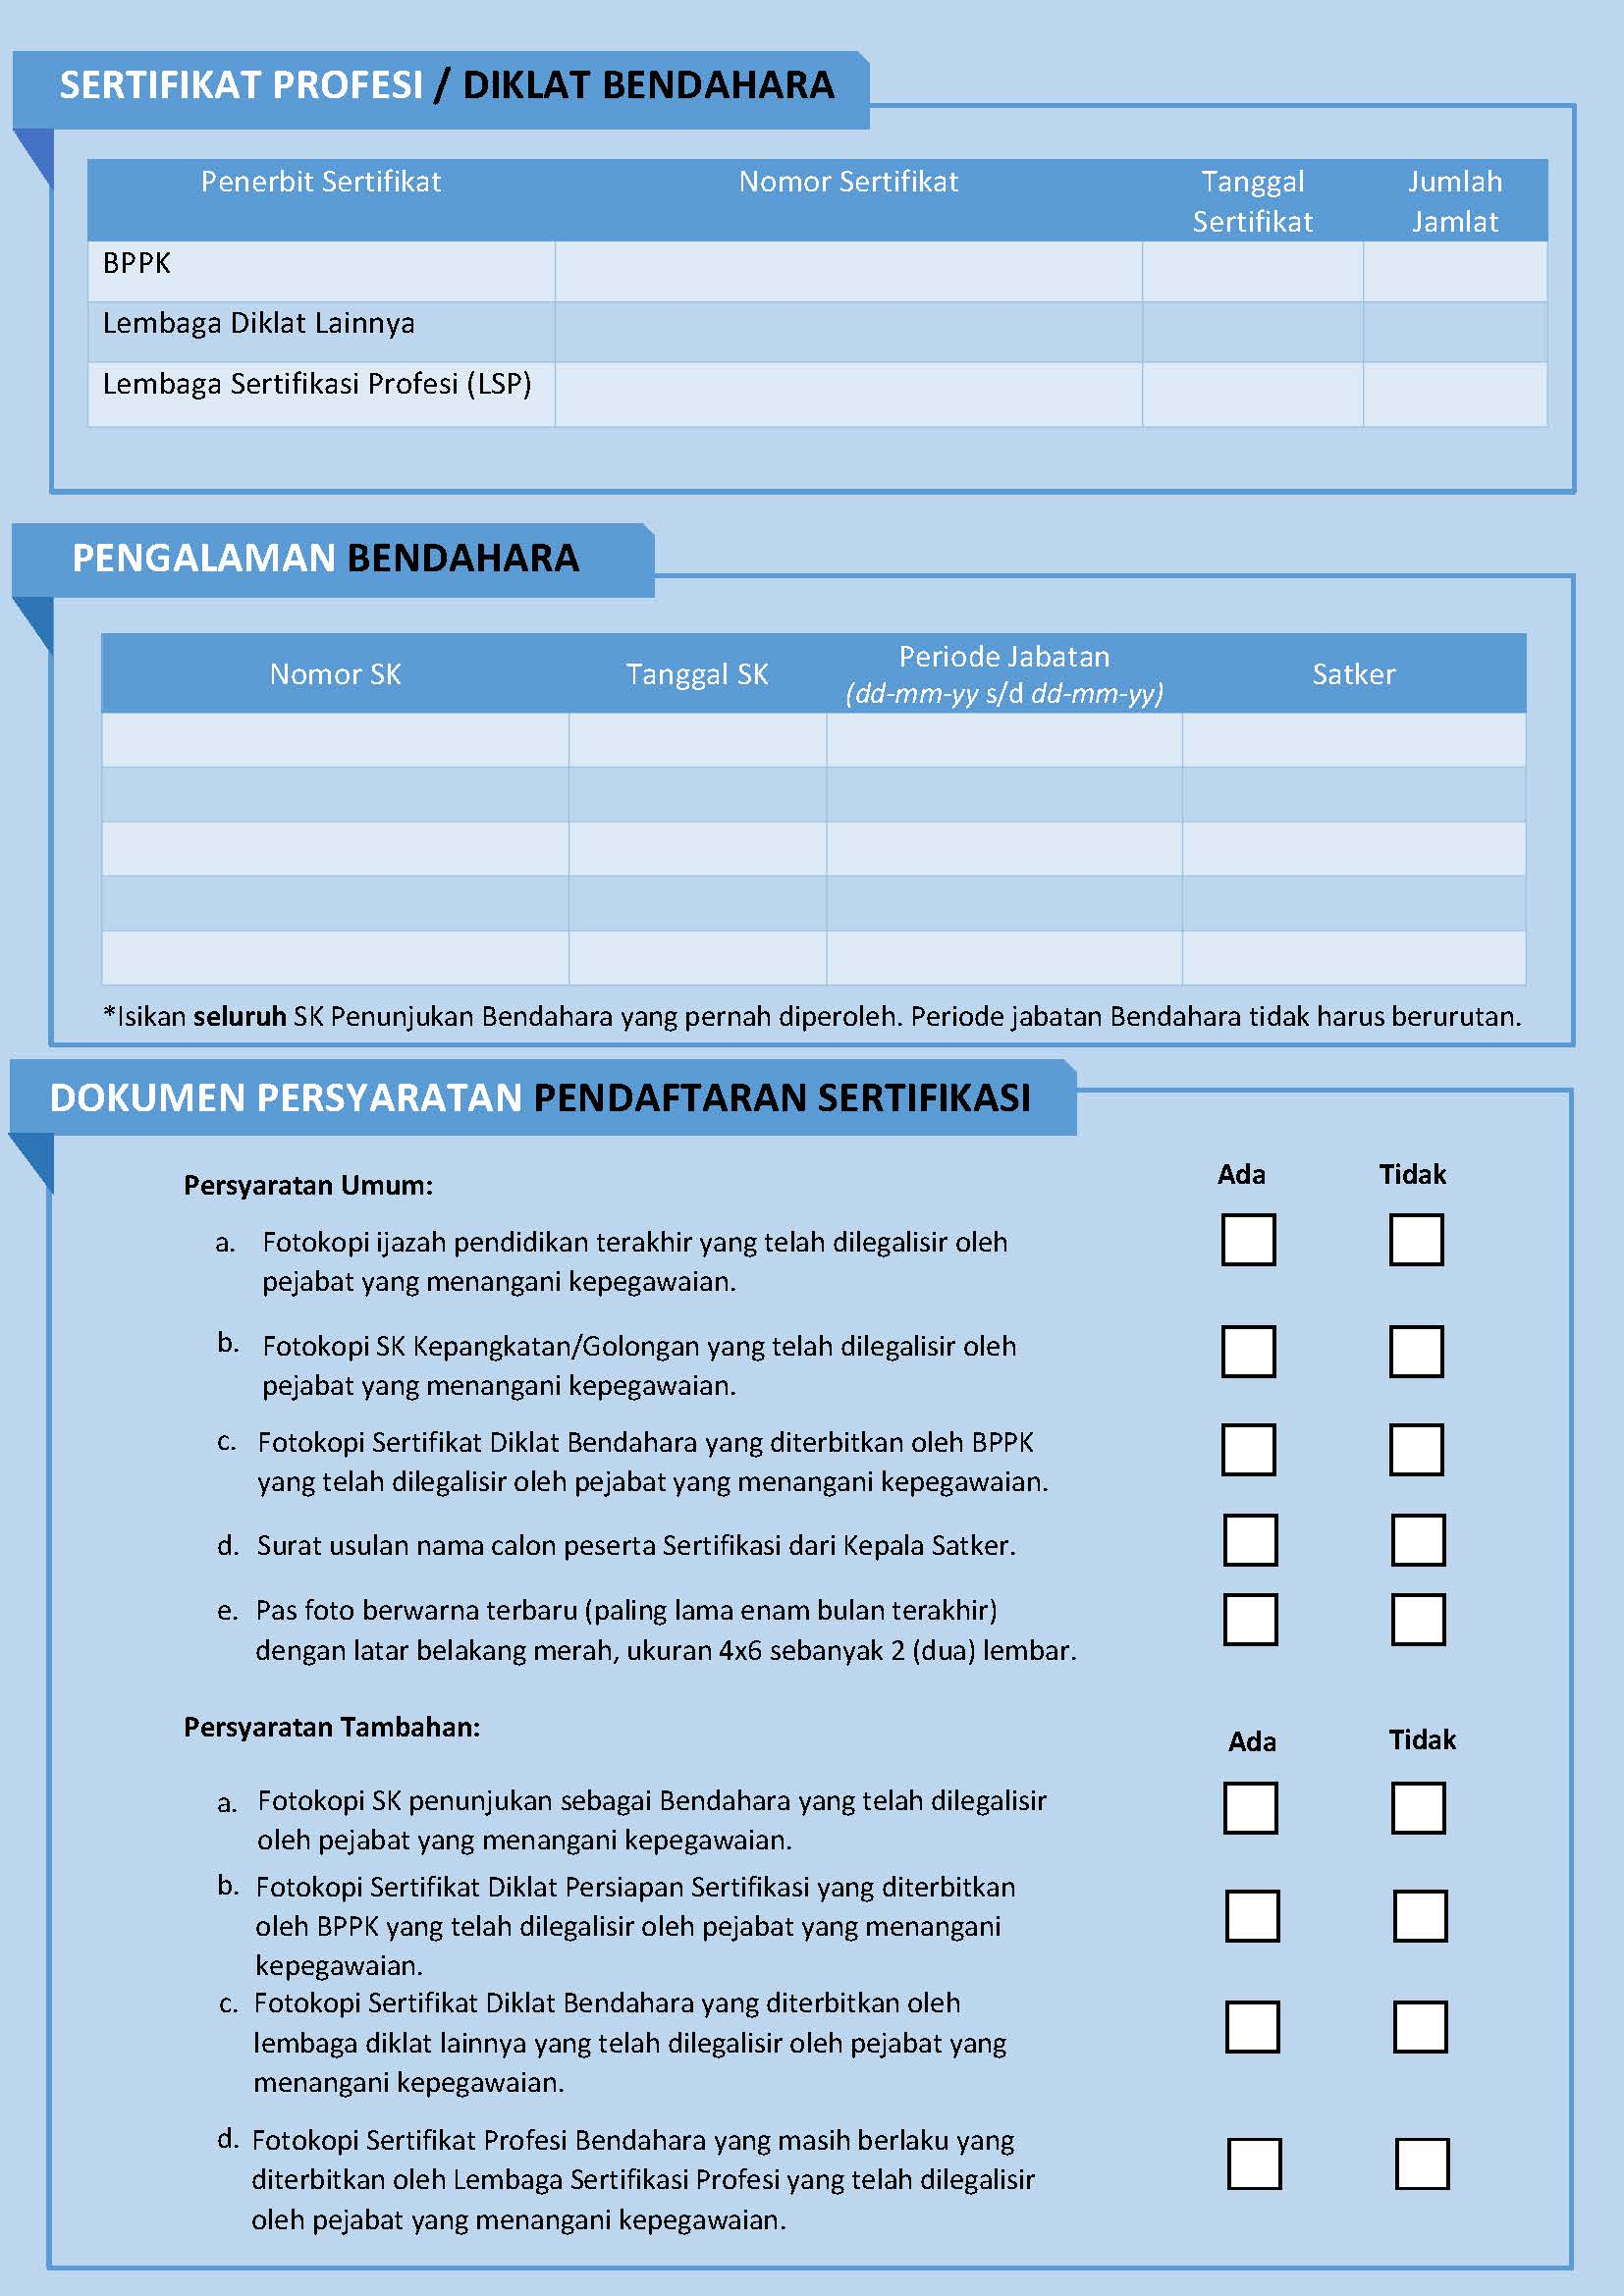 SERTIFIKAT PROFESI / DIKLAT BENDAHARA
Penerbit Sertifikat Nomor Sertifikat Tanggal Sertifikat Jumlah Jamlat
BPPK
Lembaga Diklat Lainnya
Lembaga Sertifikasi Profesi (LSP)
PENGALAMAN BENDAHARA
Nomor SK Tanggal SK Periode Jabatan (dd-mm-yy s/d dd-mm-yy) Satker
*Isikan seluruh SK Penunjukan Bendahara yang pernah diperoleh. Periode jabatan Bendahara tidak harus berurutan.
DOKUMEN PERSYARATAN PENDAFTARAN SERTIFIKASI
Persyaratan Umum: Ada Tidak
a. Fotokopi ijazah pendidikan terakhir yang telah dilegalisir oleh
pejabat yang menangani kepegawaian.
b. Fotokopi SK Kepangkatan/Golongan yang telah dilegalisir oleh
pejabat yang menangani kepegawaian.
c. Fotokopi Sertifikat Diklat Bendahara yang diterbitkan oleh BPPK
yang telah dilegalisir oleh pejabat yang menangani kepegawaian.
d. Surat usulan nama calon peserta Sertifikasi dari Kepala Satker.
e. Pas foto berwarna terbaru (paling lama enam bulan terakhir)
dengan latar belakang merah, ukuran 4x6 sebanyak 2 (dua) lembar.
Persyaratan Tambahan: Ada Tidak
a. Fotokopi SK penunjukan sebagai Bendahara yang telah dilegalisir
oleh pejabat yang menangani kepegawaian.
b. Fotokopi Sertifikat Diklat Persiapan Sertifikasi yang diterbitkan
oleh BPPK yang telah dilegalisir oleh pejabat yang menangani
kepegawaian.
c. Fotokopi Sertifikat Diklat Bendahara yang diterbitkan oleh
lembaga diklat lainnya yang telah dilegalisir oleh pejabat yang
menangani kepegawaian.
d. Fotokopi Sertifikat Profesi Bendahara yang masih berlaku yang
diterbitkan oleh Lembaga Sertifikasi Profesi yang telah dilegalisir
oleh pejabat yang menangani kepegawaian.